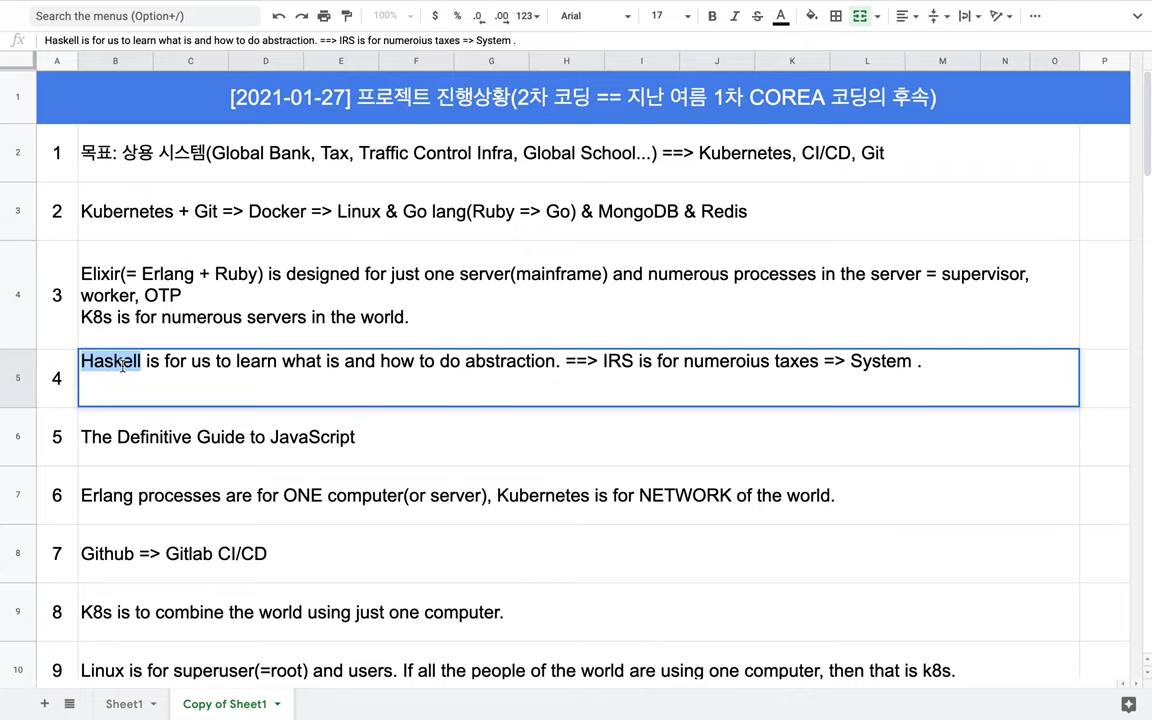 Search the menus (Option+/)
100%
$ % .0 .00 123
Arial
17
B I S A
fx
Haskell is for us to learn what is and how to do abstraction. ==> IRS is for numeroius taxes => System .
A B C D E F G H I J K L M N O P
1
[2021-01-27] 프로젝트 진행상황(2차 코딩 == 지난 여름 1차 COREA 코딩의 후속)
2
1 목표: 상용 시스템(Global Bank, Tax, Traffic Control Infra, Global School...) ==> Kubernetes, CI/CD, Git
3
2 Kubernetes + Git => Docker => Linux & Go lang(Ruby => Go) & MongoDB & Redis
4
3 Elixir(= Erlang + Ruby) is designed for just one server(mainframe) and numerous processes in the server = supervisor,
worker, OTP
K8s is for numerous servers in the world.
5
4 Haskell is for us to learn what is and how to do abstraction. ==> IRS is for numeroius taxes => System .
6
5 The Definitive Guide to JavaScript
7
6 Erlang processes are for ONE computer(or server), Kubernetes is for NETWORK of the world.
8
7 Github => Gitlab CI/CD
9
8 K8s is to combine the world using just one computer.
10
9 Linux is for superuser(=root) and users. If all the people of the world are using one computer, then that is k8s.
Sheet1
Copy of Sheet1